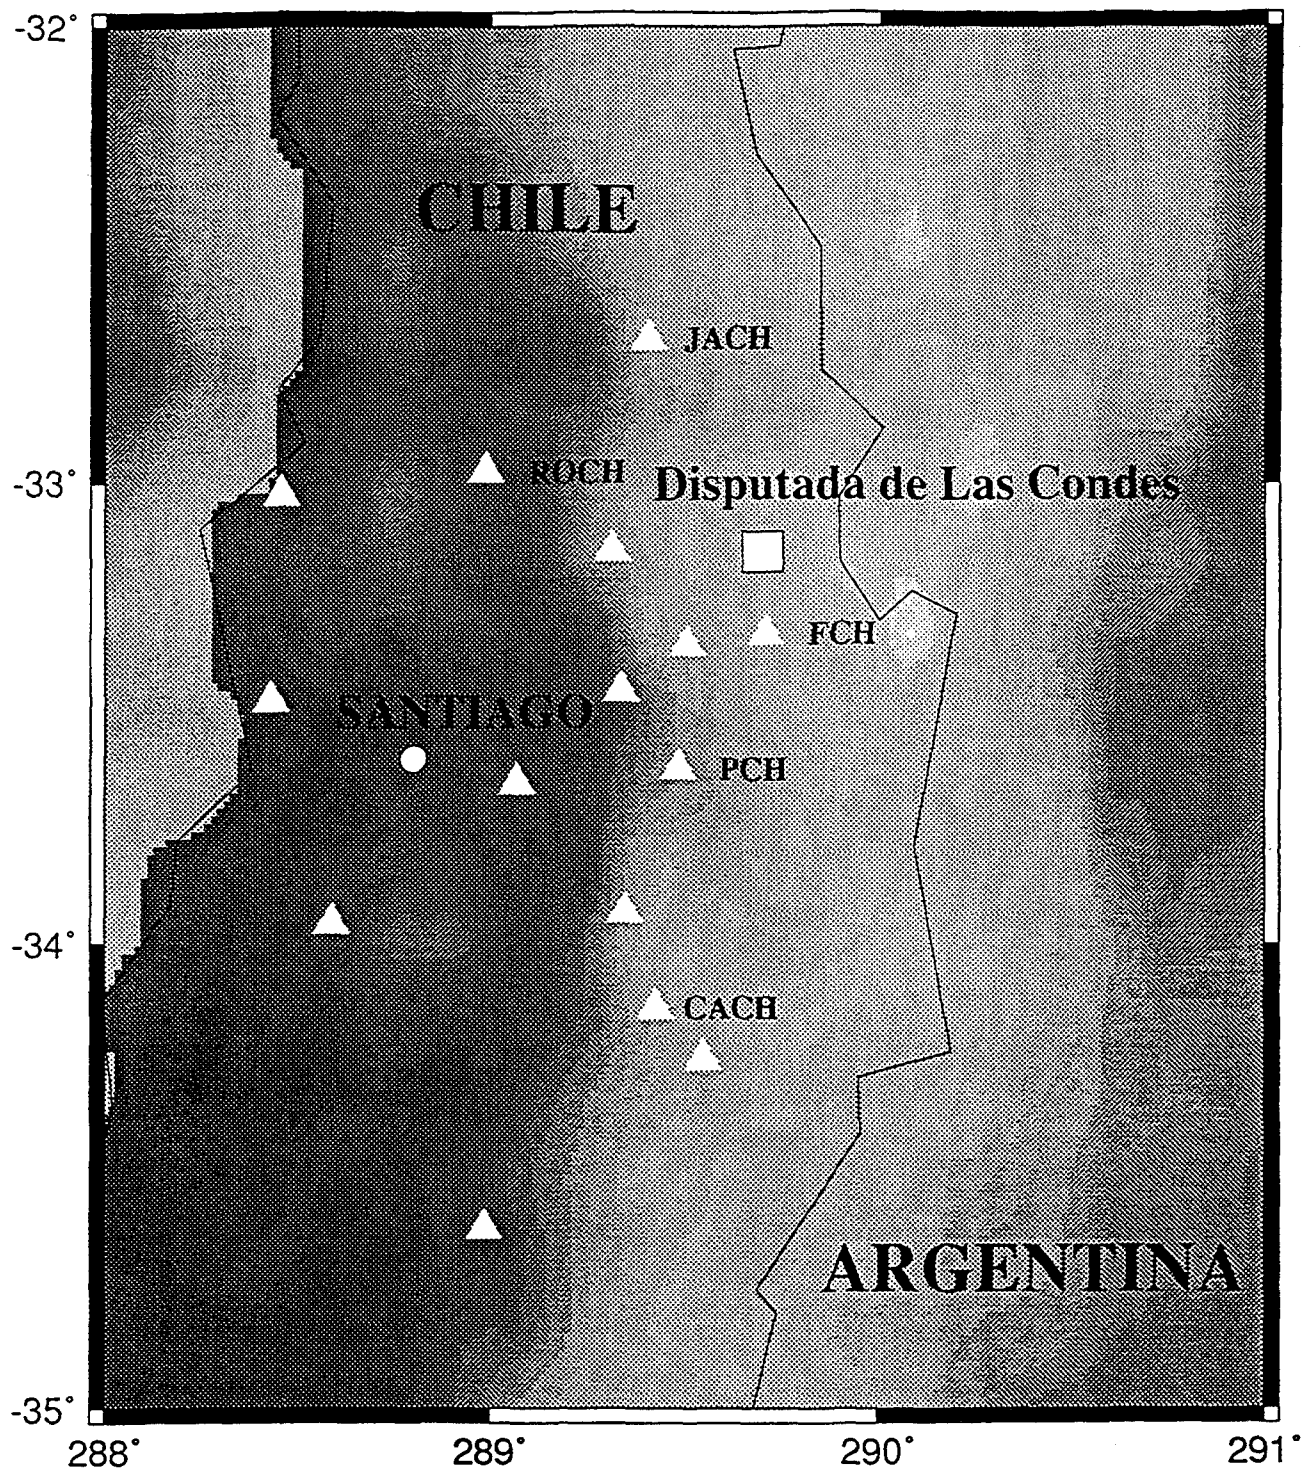 -32°
CHILE
JACH
ROCH
-33°
Disputada de Las Condes
FCH
SANTIAGO
PCH
-34°
CACH
ARGENTINA
-35°
288°
289°
290°
291°